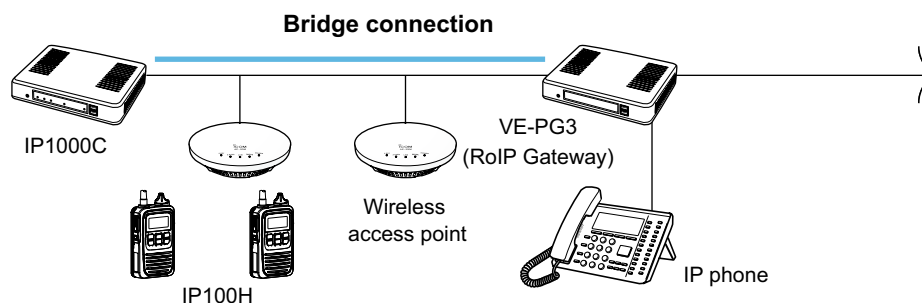 Bridge connection
IP1000C
VE-PG3
(RoIP Gateway)
Wireless
access point
IP100H
IP phone